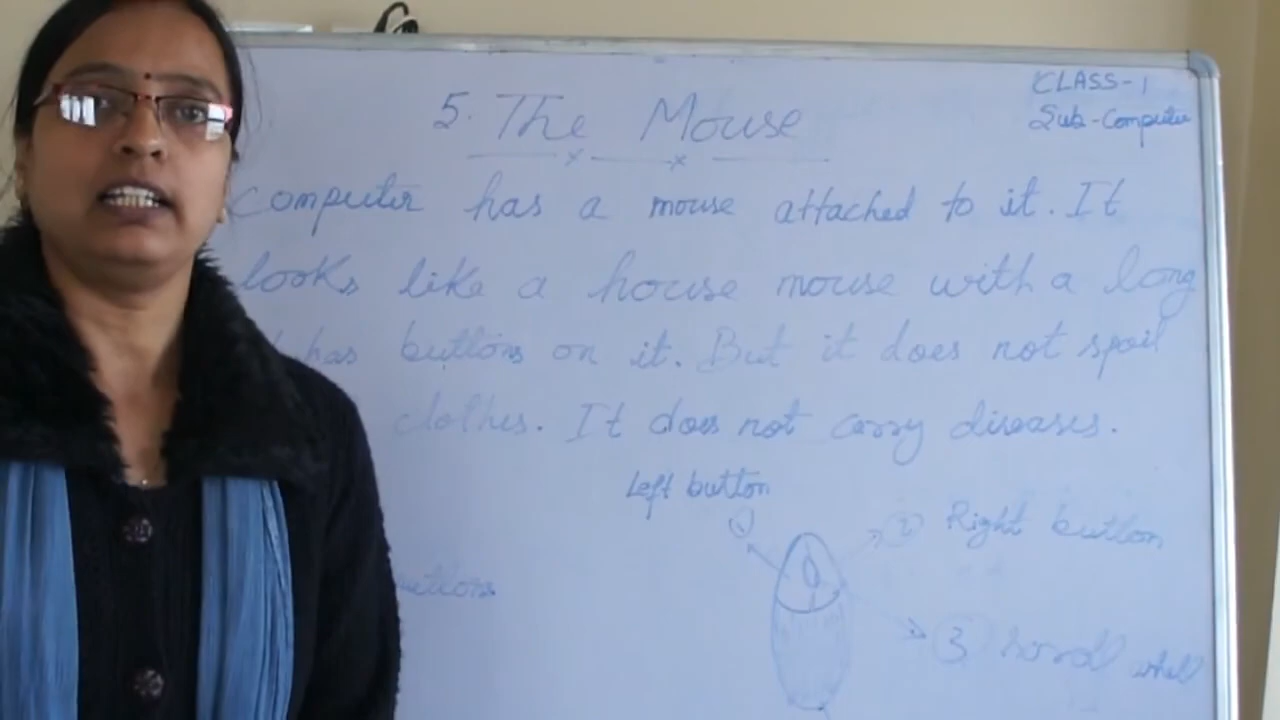 CLASS-1
Sub-Computer
5. The Mouse
computer has a mouse attached to it. It
looks like a house mouse with a long
has buttons on it. But it does not spoil
clothes. It does not carry diseases.
Left button
1
2 Right button
3